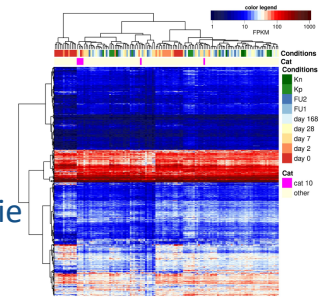 color legend
1 10 100 1000
FPKM
Conditions
Cat
Conditions
Kn
Kp
FU2
FU1
day 168
day 28
day 7
day 2
day 0
Cat
cat 10
other
ie